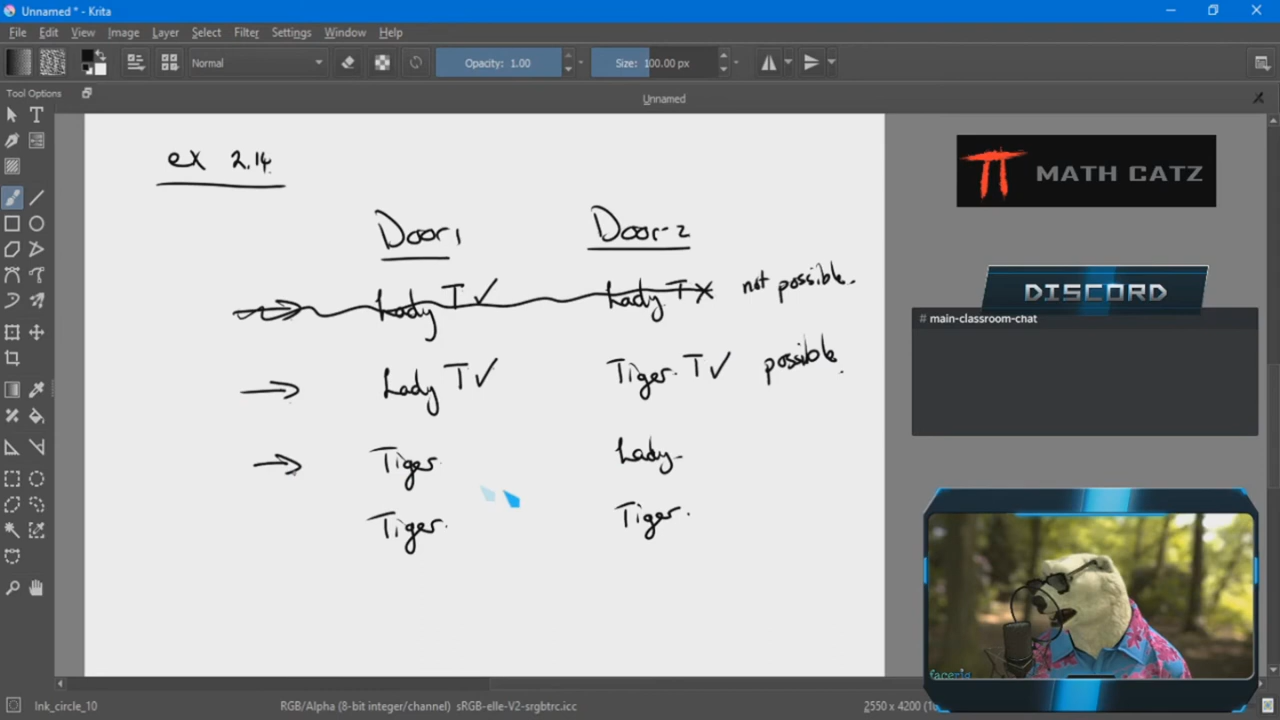 Unnamed * - Krita
File Edit View Image Layer Select Filter Settings Window Help
Normal Opacity: 1.00 Size: 100.00 px
Tool Options
Unnamed
ex 2.14
Door 1 Door 2
Lady T✓ Lady T✗ not possible.
→ Lady T✓ Tiger. T✓ possible.
→ Tiger. Lady
Tiger. Tiger.
MATH CATZ
DISCORD
# main-classroom-chat
facerig
Ink_circle_10 RGB/Alpha (8-bit integer/channel) sRGB-elle-V2-srgbtrc.icc 2550 x 4200